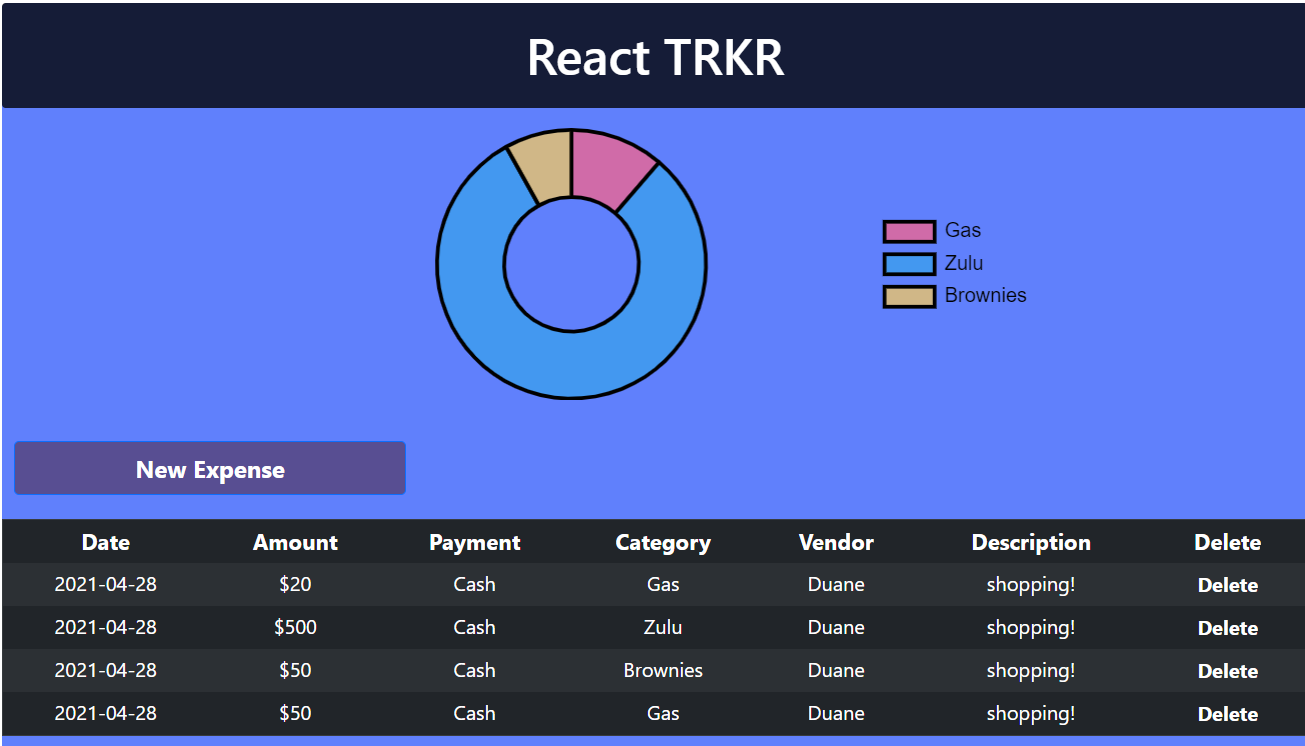 React TRKR
Gas
Zulu
Brownies
New Expense
Date Amount Payment Category Vendor Description Delete
2021-04-28 $20 Cash Gas Duane shopping! Delete
2021-04-28 $500 Cash Zulu Duane shopping! Delete
2021-04-28 $50 Cash Brownies Duane shopping! Delete
2021-04-28 $50 Cash Gas Duane shopping! Delete